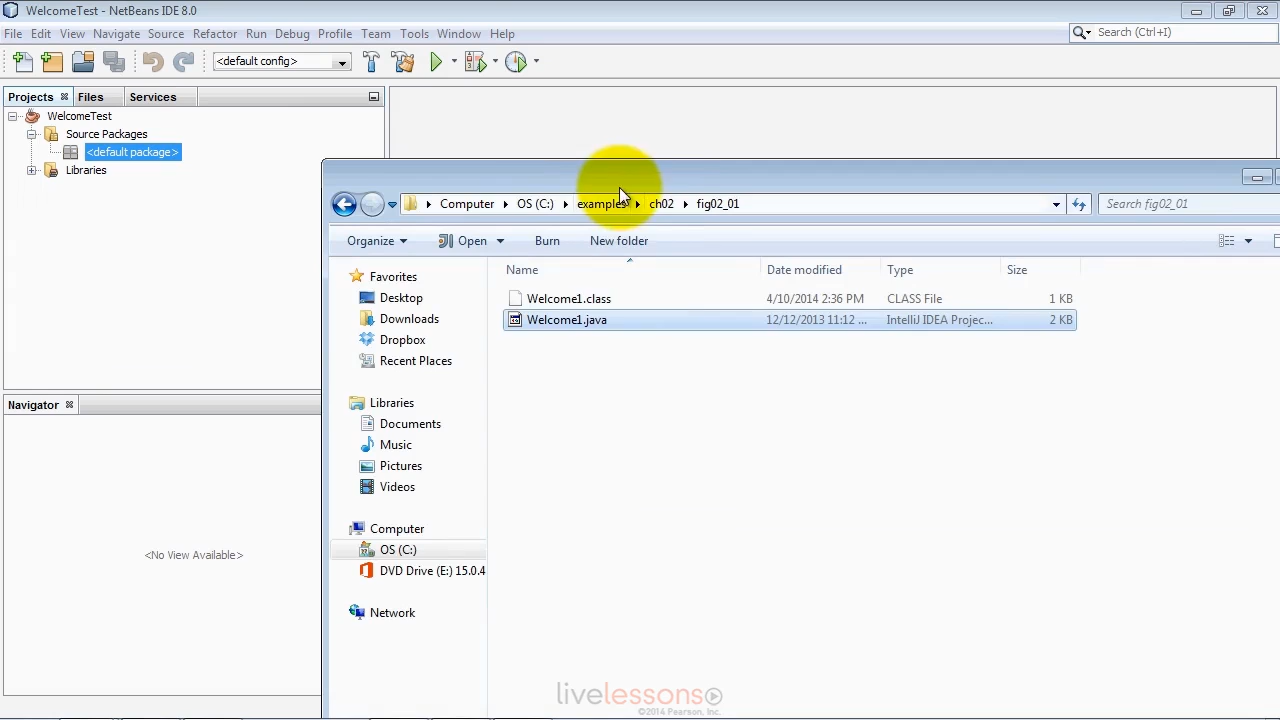 WelcomeTest - NetBeans IDE 8.0
File Edit View Navigate Source Refactor Run Debug Profile Team Tools Window Help
Search (Ctrl+I)
<default config>
Projects Files Services
WelcomeTest
Source Packages
<default package>
Libraries
Navigator
<No View Available>
Computer OS (C:) examples ch02 fig02_01
Search fig02_01
Organize Open Burn New folder
Name Date modified Type Size
Welcome1.class 4/10/2014 2:36 PM CLASS File 1 KB
Welcome1.java 12/12/2013 11:12 ... IntelliJ IDEA Projec... 2 KB
Favorites
Desktop
Downloads
Dropbox
Recent Places
Libraries
Documents
Music
Pictures
Videos
Computer
OS (C:)
DVD Drive (E:) 15.0.4
Network
livelessons
©2014 Pearson, Inc.